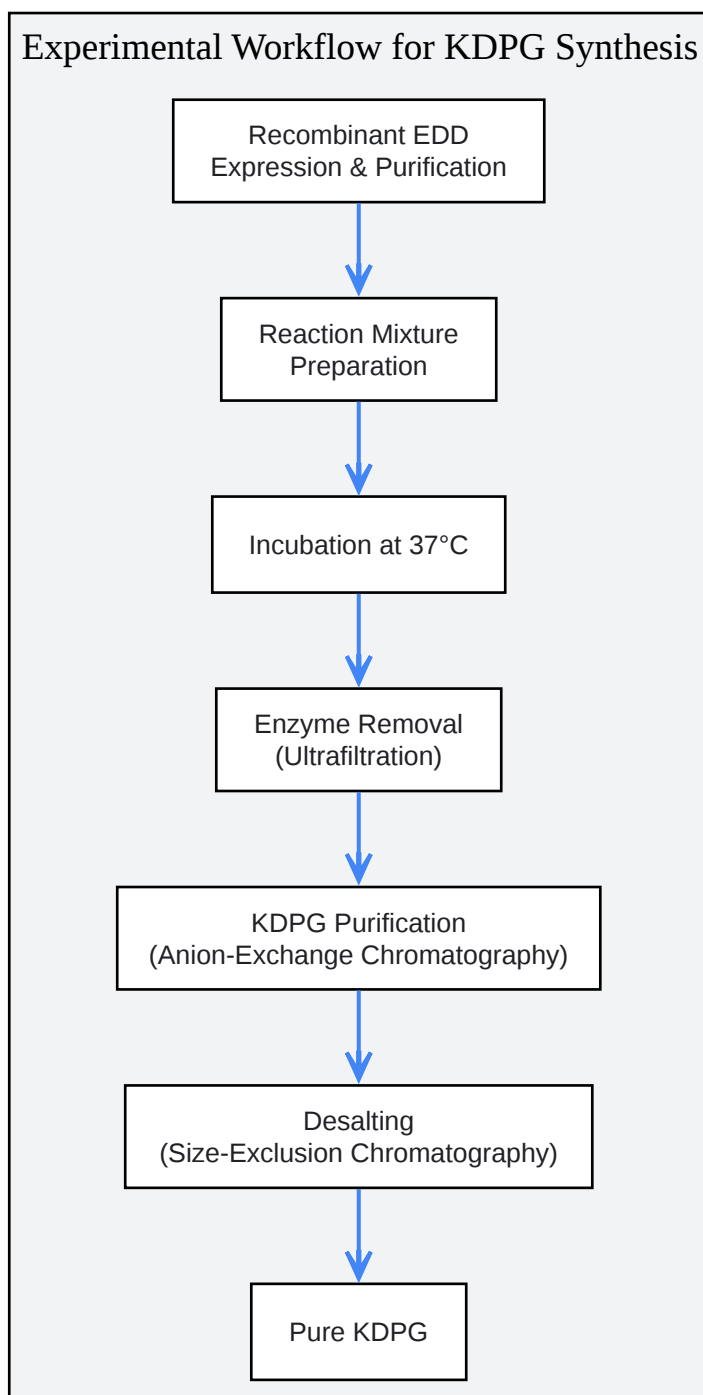 Experimental Workflow for KDPG Synthesis
Recombinant EDD
Expression & Purification
Reaction Mixture
Preparation
Incubation at 37°C
Enzyme Removal
(Ultrafiltration)
KDPG Purification
(Anion-Exchange Chromatography)
Desalting
(Size-Exclusion Chromatography)
Pure KDPG